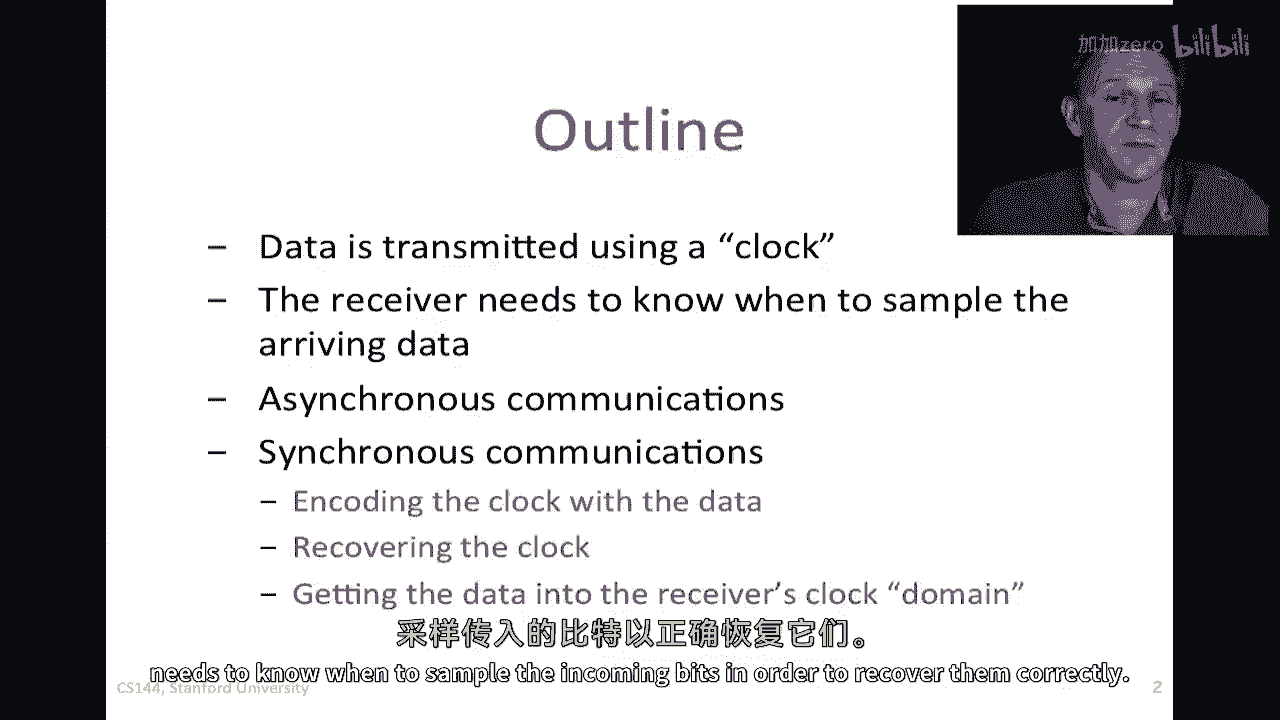 加加zero bilibili
Outline
– Data is transmitted using a “clock”
– The receiver needs to know when to sample the
arriving data
– Asynchronous communications
– Synchronous communications
– Encoding the clock with the data
– Recovering the clock
– Getting the data into the receiver’s clock “domain”
采样传入的比特以正确恢复它们。
needs to know when to sample the incoming bits in order to recover them correctly.
CS144, Stanford University
2